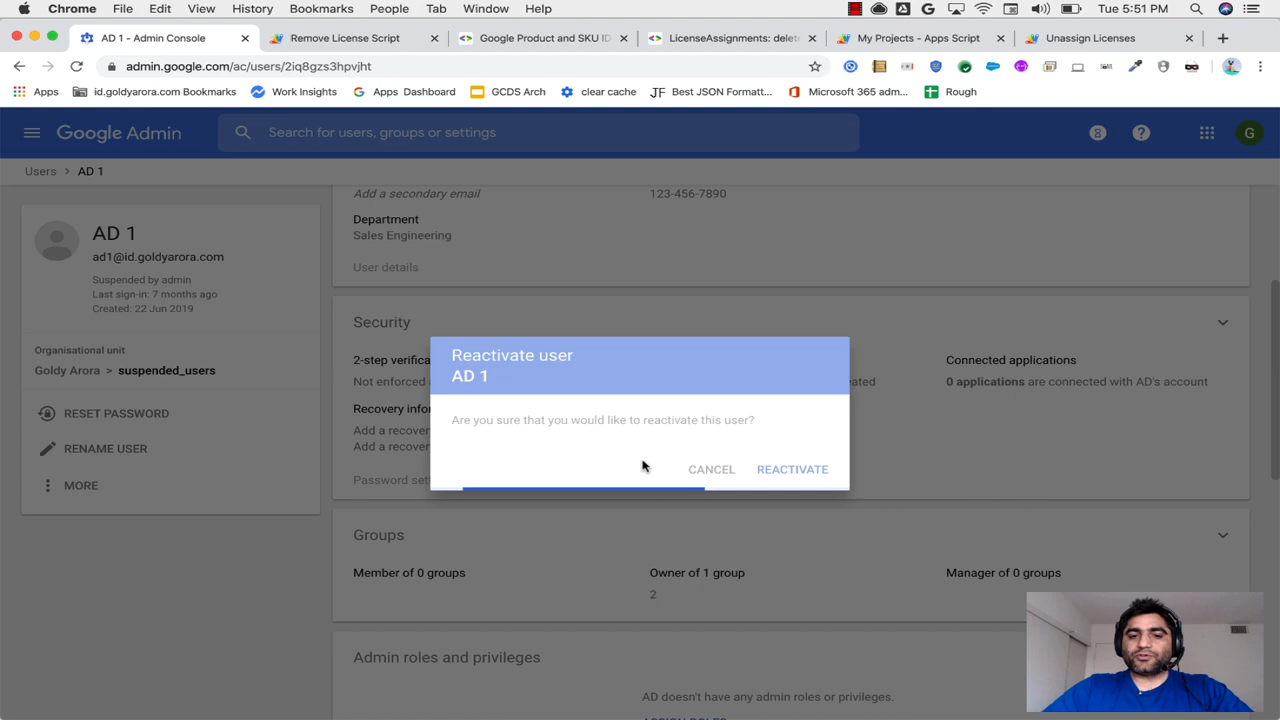 Chrome File Edit View History Bookmarks People Tab Window Help Tue 5:51 PM
AD 1 - Admin Console Remove License Script Google Product and SKU ID LicenseAssignments: delet My Projects - Apps Script Unassign Licenses
admin.google.com/ac/users/2iq8gzs3hpvjht
Apps id.goldyarora.com Bookmarks Work Insights Apps Dashboard GCDS Arch clear cache JF Best JSON Formatt... Microsoft 365 adm... Rough
Google Admin Search for users, groups or settings G
Users > AD 1
AD 1
ad1@id.goldyarora.com
Suspended by admin
Last sign-in: 7 months ago
Created: 22 Jun 2019
Organisational unit
Goldy Arora > suspended_users
RESET PASSWORD
RENAME USER
MORE
Add a secondary email 123-456-7890
Department
Sales Engineering
User details
Security
2-step verifica Connected applications
Not enforced eated 0 applications are connected with AD's account
Recovery infor
Add a recover
Add a recover
Password set
Reactivate user
AD 1
Are you sure that you would like to reactivate this user?
CANCEL REACTIVATE
Groups
Member of 0 groups Owner of 1 group Manager of 0 groups
2
Admin roles and privileges
AD doesn't have any admin roles or privileges.